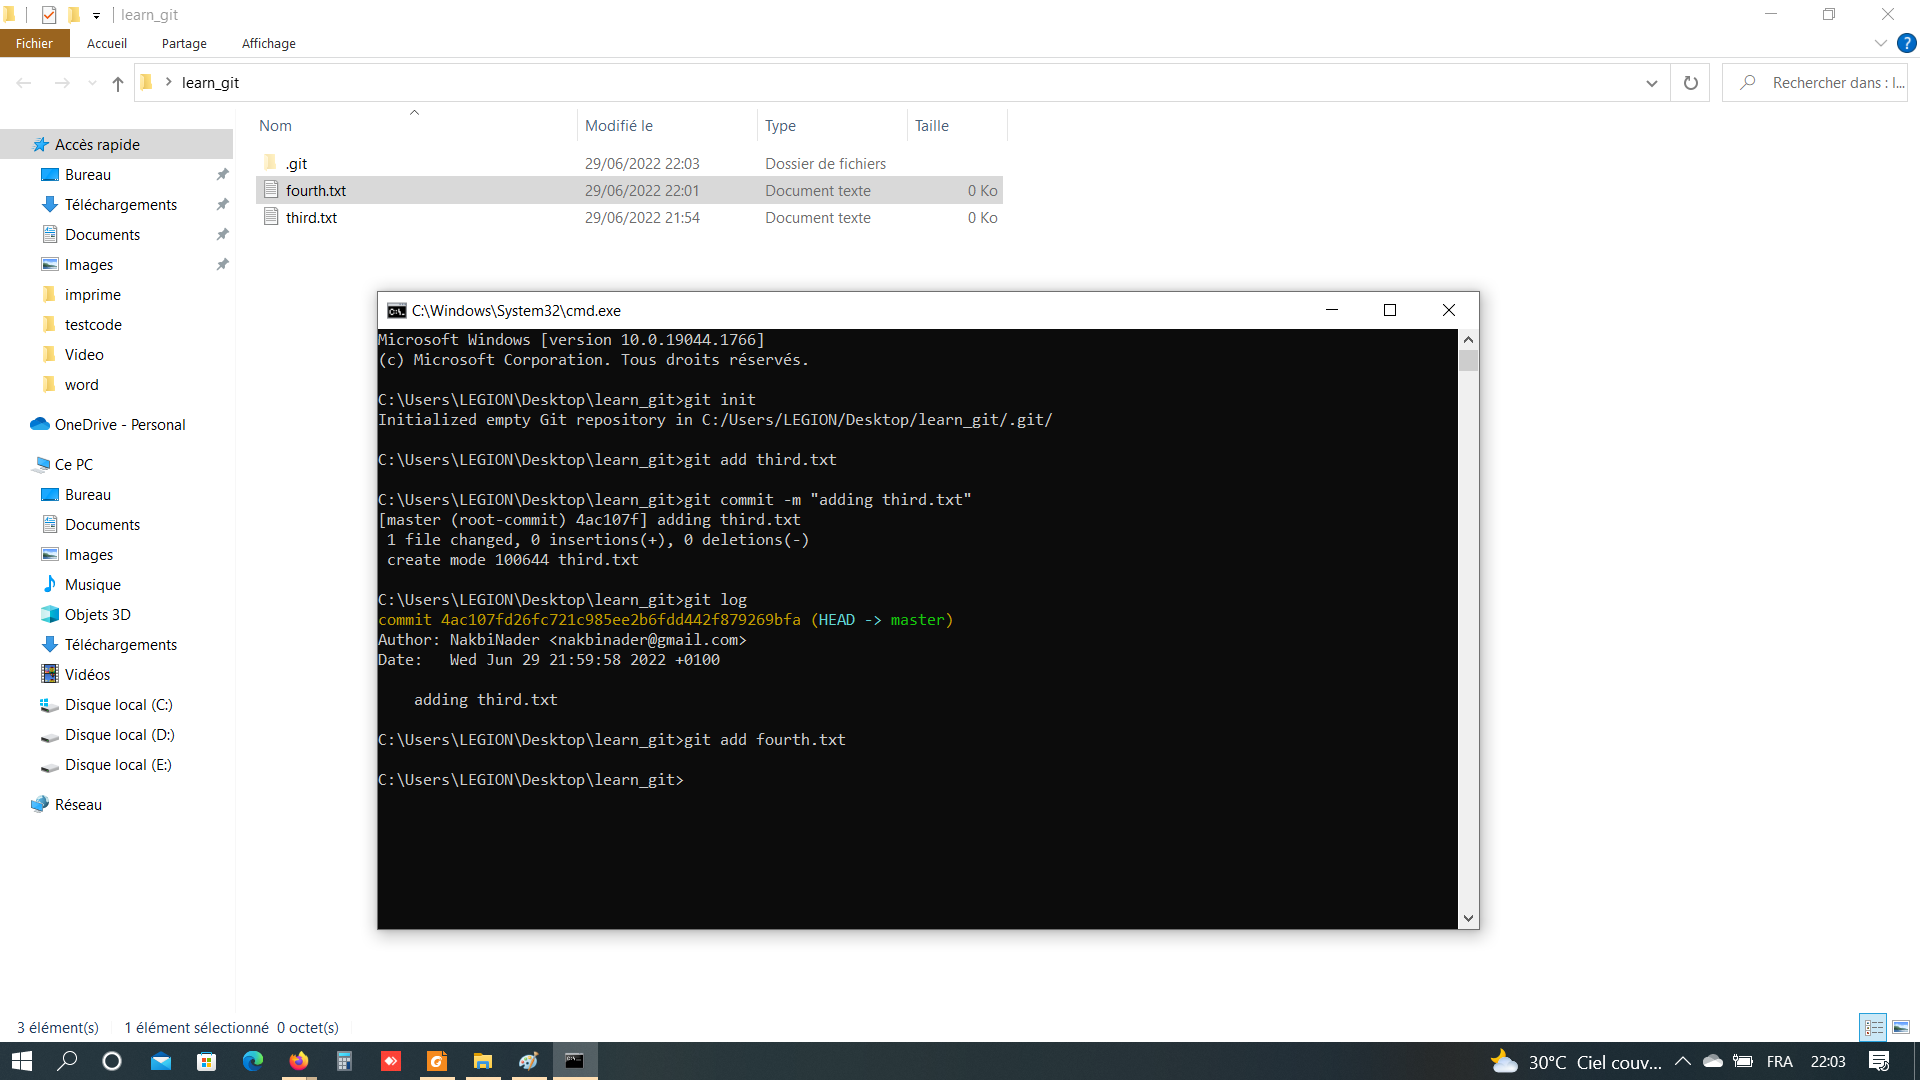 learn_git
Fichier Accueil Partage Affichage
learn_git
Rechercher dans : l...
Nom Modifié le Type Taille
.git 29/06/2022 22:03 Dossier de fichiers
fourth.txt 29/06/2022 22:01 Document texte 0 Ko
third.txt 29/06/2022 21:54 Document texte 0 Ko
Accès rapide
Bureau
Téléchargements
Documents
Images
imprime
testcode
Video
word
OneDrive - Personal
Ce PC
Bureau
Documents
Images
Musique
Objets 3D
Téléchargements
Vidéos
Disque local (C:)
Disque local (D:)
Disque local (E:)
Réseau
C:\Windows\System32\cmd.exe
Microsoft Windows [version 10.0.19044.1766]
(c) Microsoft Corporation. Tous droits réservés.
C:\Users\LEGION\Desktop\learn_git>git init
Initialized empty Git repository in C:/Users/LEGION/Desktop/learn_git/.git/
C:\Users\LEGION\Desktop\learn_git>git add third.txt
C:\Users\LEGION\Desktop\learn_git>git commit -m "adding third.txt"
[master (root-commit) 4ac107f] adding third.txt
1 file changed, 0 insertions(+), 0 deletions(-)
create mode 100644 third.txt
C:\Users\LEGION\Desktop\learn_git>git log
commit 4ac107fd26fc721c985ee2b6fdd442f879269bfa (HEAD -> master)
Author: NakbiNader <nakbinader@gmail.com>
Date:   Wed Jun 29 21:59:58 2022 +0100
adding third.txt
C:\Users\LEGION\Desktop\learn_git>git add fourth.txt
C:\Users\LEGION\Desktop\learn_git>
3 élément(s) 1 élément sélectionné 0 octet(s)
30°C Ciel couv... FRA 22:03